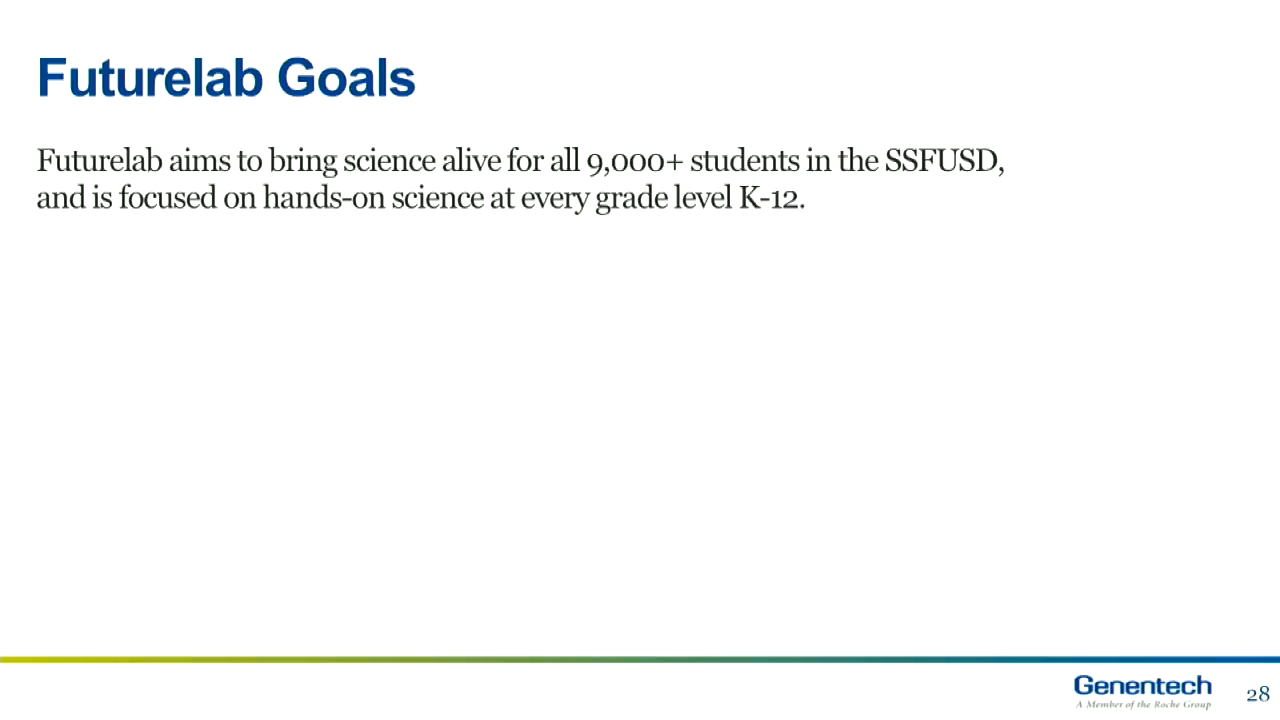 Futurelab Goals
Futurelab aims to bring science alive for all 9,000+ students in the SSFUSD,
and is focused on hands-on science at every grade level K-12.
Genentech
A Member of the Roche Group
28